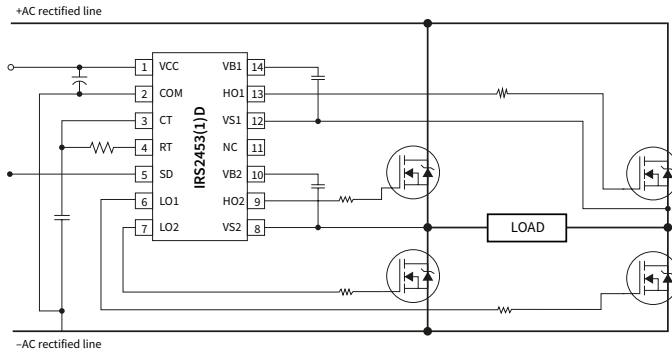 +AC rectified line
1 VCC VB1 14
2 COM HO1 13
3 CT VS1 12
4 RT NC 11
5 SD VB2 10
6 LO1 HO2 9
7 LO2 VS2 8
IRS2453(1)D
LOAD
–AC rectified line